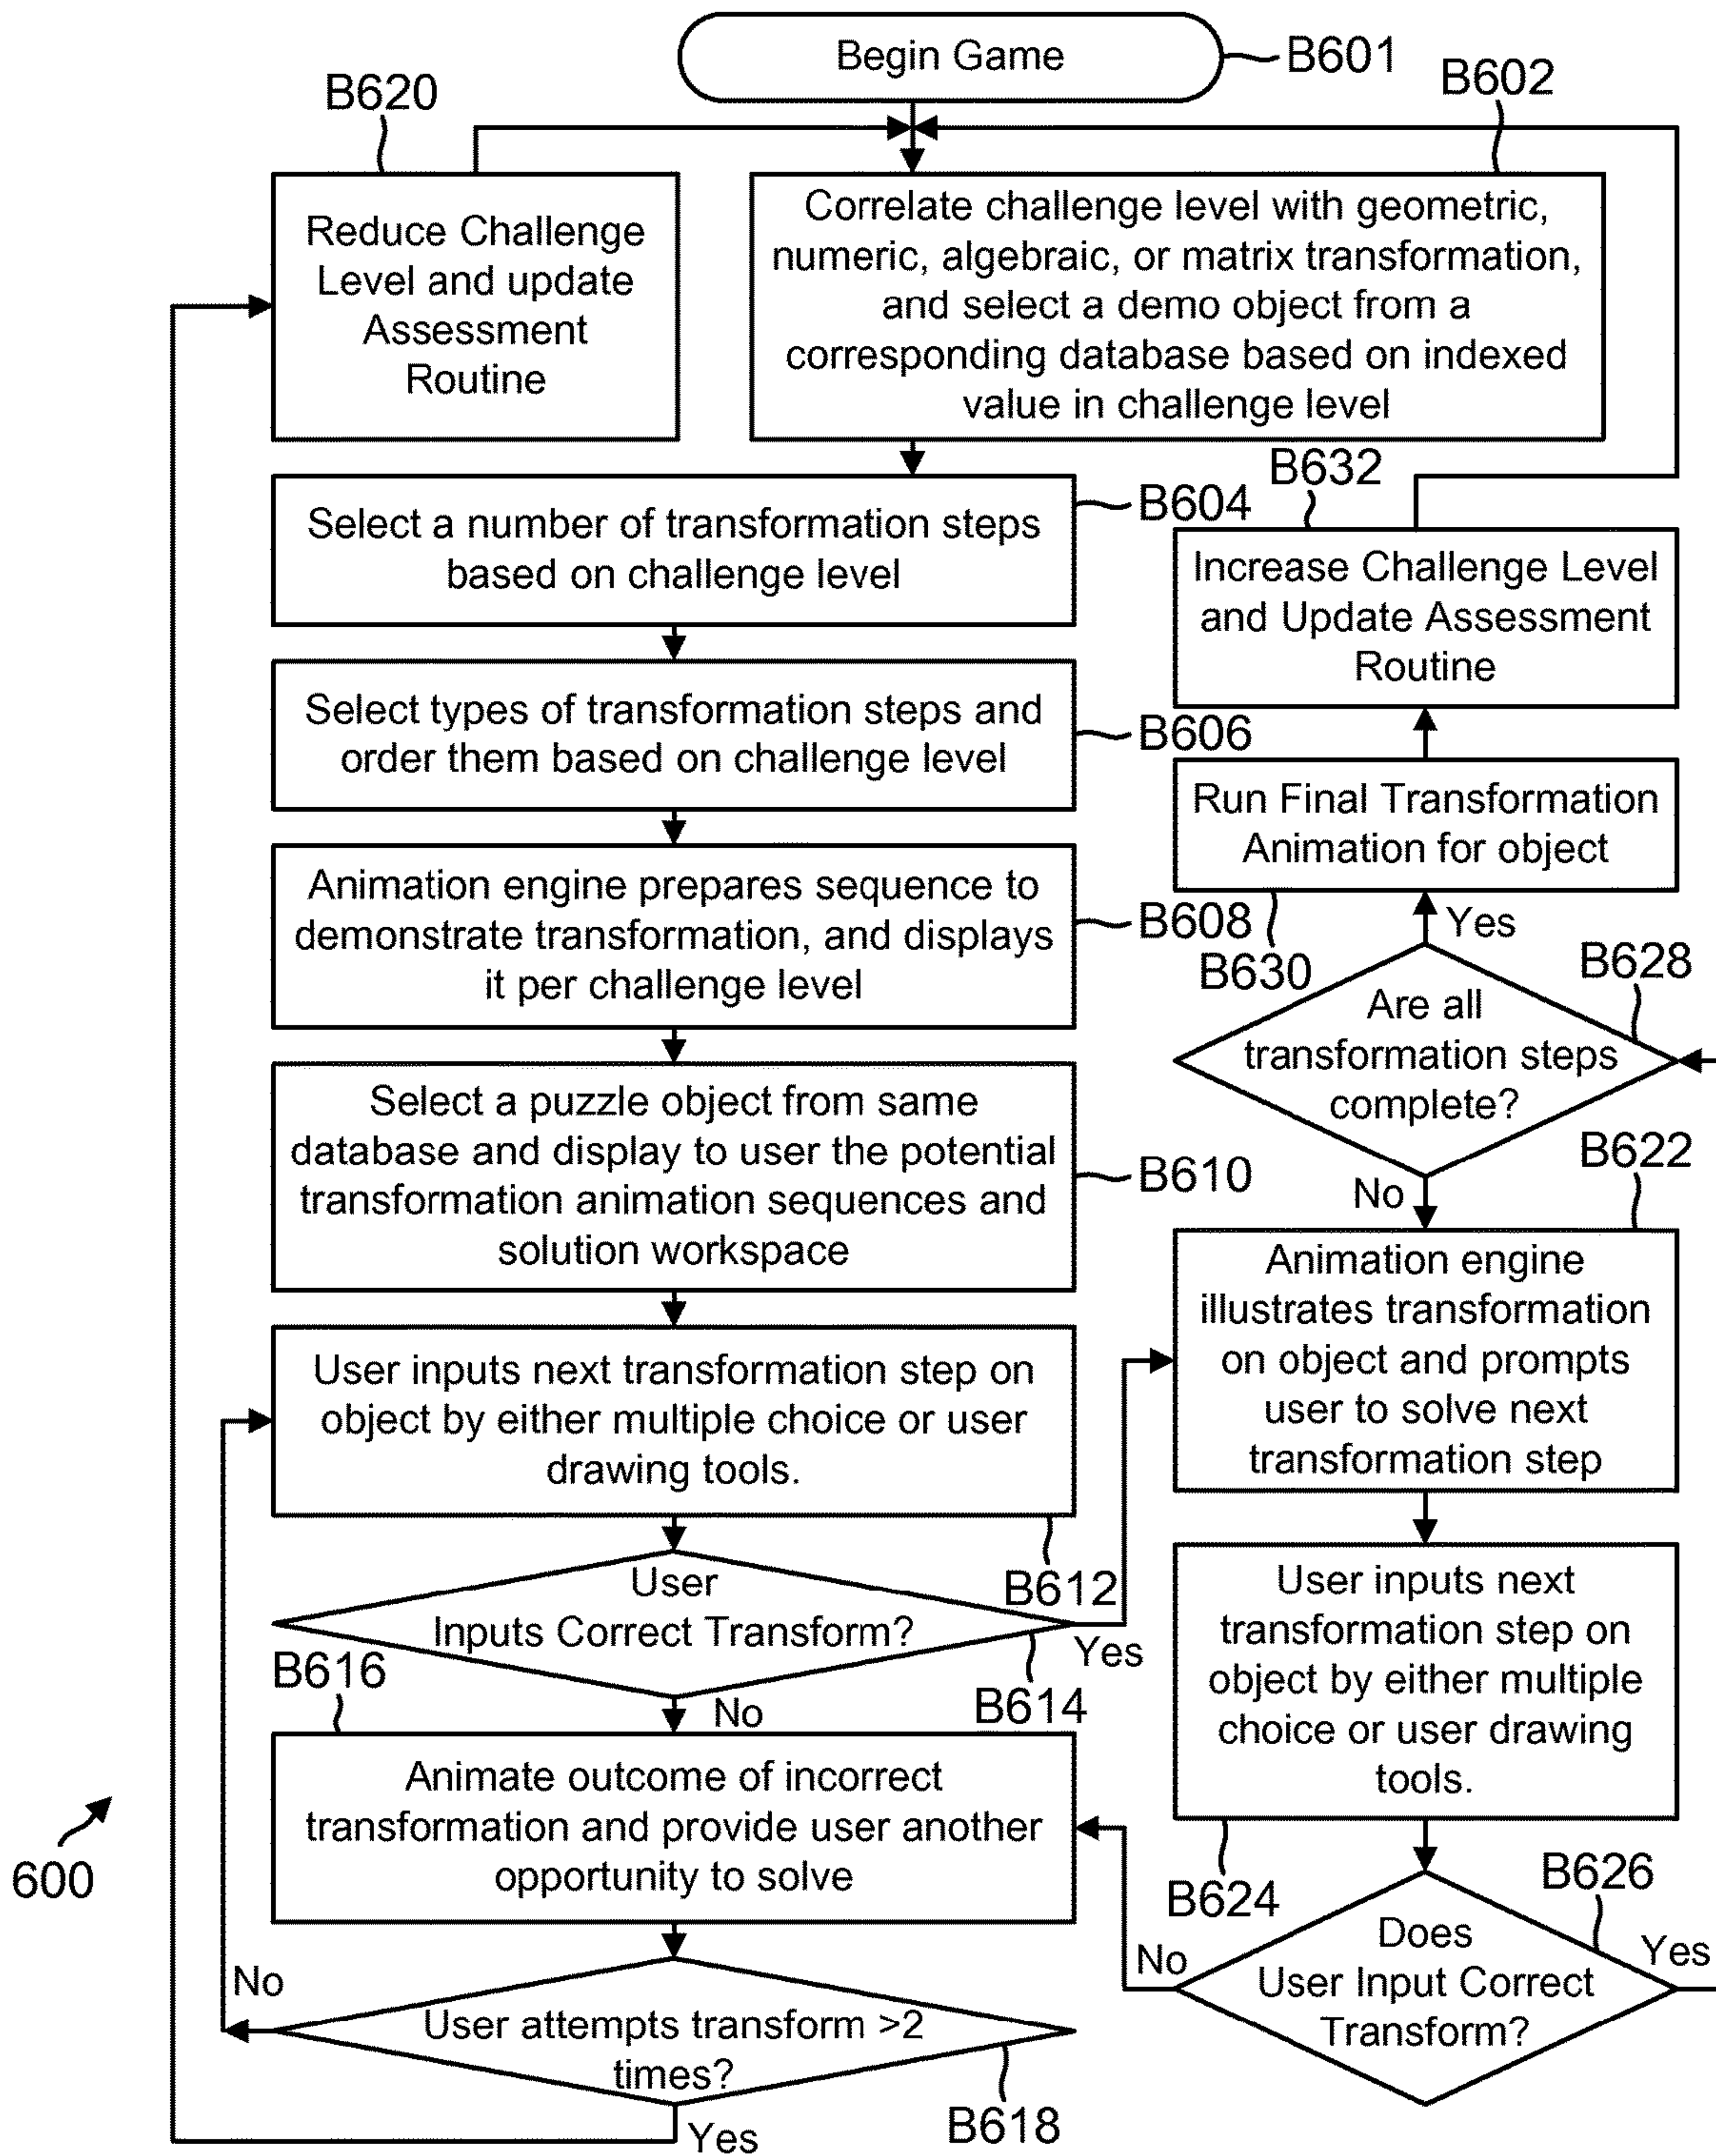 Begin Game
B601
B620
B602
Reduce Challenge
Level and update
Assessment
Routine
Correlate challenge level with geometric,
numeric, algebraic, or matrix transformation,
and select a demo object from a
corresponding database based on indexed
value in challenge level
Select a number of transformation steps
based on challenge level
B604
Select types of transformation steps and
order them based on challenge level
B606
Animation engine prepares sequence to
demonstrate transformation, and displays
it per challenge level
B608
Select a puzzle object from same
database and display to user the potential
transformation animation sequences and
solution workspace
B610
User inputs next transformation step on
object by either multiple choice or user
drawing tools.
B612
User
Inputs Correct Transform?
Yes
B614
No
B616
Animate outcome of incorrect
transformation and provide user another
opportunity to solve
No
User attempts transform >2
times?
B618
Yes
600
B632
Increase Challenge Level
and Update Assessment
Routine
Run Final Transformation
Animation for object
B630
Yes
B628
Are all
transformation steps
complete?
No
B622
Animation engine
illustrates transformation
on object and prompts
user to solve next
transformation step
User inputs next
transformation step on
object by either multiple
choice or user drawing
tools.
B624
B626
Does
User Input Correct
Transform?
No
Yes